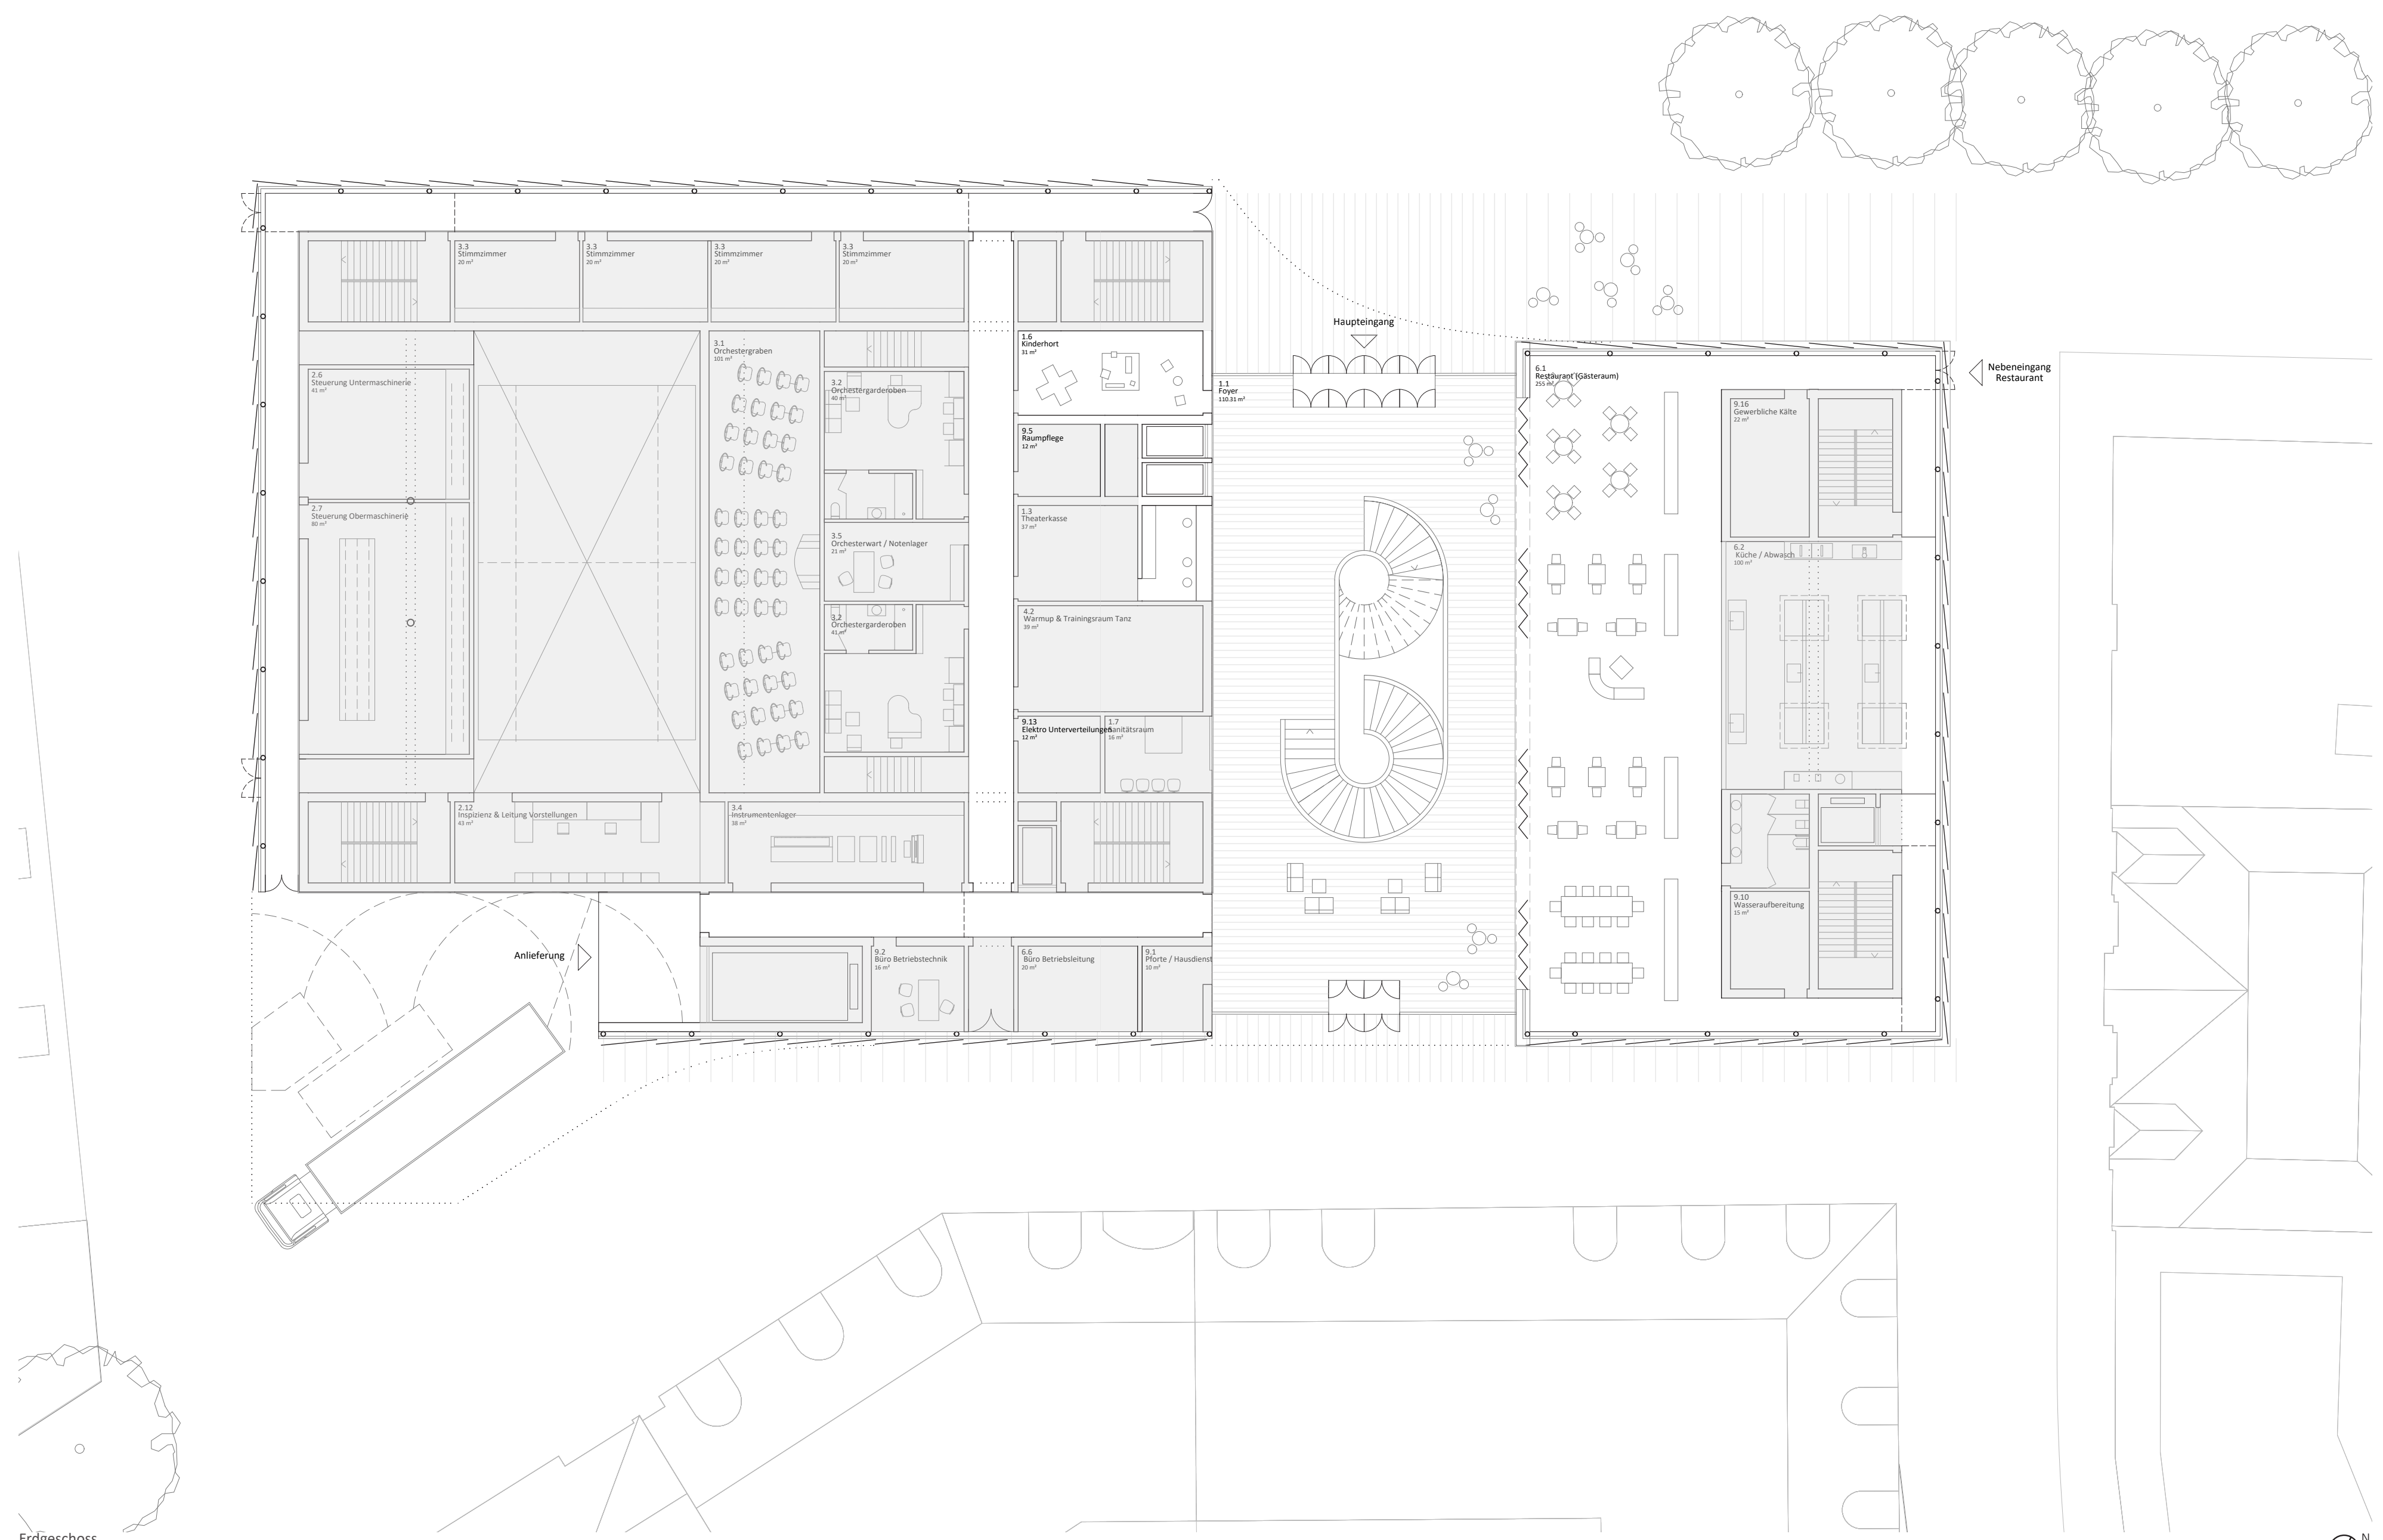 3.3
Stimmzimmer
20 m²
3.3
Stimmzimmer
20 m²
3.3
Stimmzimmer
20 m²
3.3
Stimmzimmer
20 m²
Haupteingang
3.1
Orchestergraben
101 m²
1.6
Kinderhort
31 m²
2.6
Steuerung Untermaschinerie
41 m²
3.2
Orchestergarderoben
40 m²
1.1
Foyer
110.31 m²
6.1
Restaurant (Gästeraum)
255 m²
Nebeneingang
Restaurant
9.16
Gewerbliche Kälte
22 m²
9.5
Raumpflege
12 m²
2.7
Steuerung Obermaschinerie
80 m²
1.3
Theaterkasse
37 m²
3.5
Orchesterwart / Notenlager
21 m²
6.2
Küche / Abwasch
100 m²
3.2
Orchestergarderoben
41 m²
4.2
Warmup & Trainingsraum Tanz
39 m²
9.13
Elektro Unterverteilungen
12 m²
1.7
Sanitätsraum
16 m²
2.12
Inspizienz & Leitung Vorstellungen
43 m²
3.4
Instrumentenlager
38 m²
9.10
Wasseraufbereitung
15 m²
Anlieferung
9.2
Büro Betriebstechnik
16 m²
6.6
Büro Betriebsleitung
20 m²
9.1
Pforte / Hausdienst
10 m²
Erdgeschoss
N